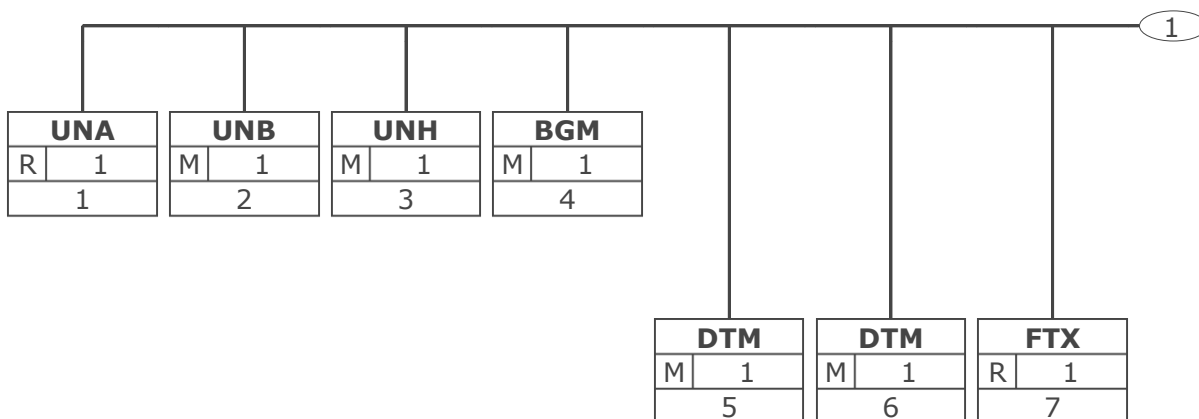 1
UNA UNB UNH BGM
R 1 M 1 M 1 M 1
1 2 3 4
DTM DTM FTX
M 1 M 1 R 1
5 6 7